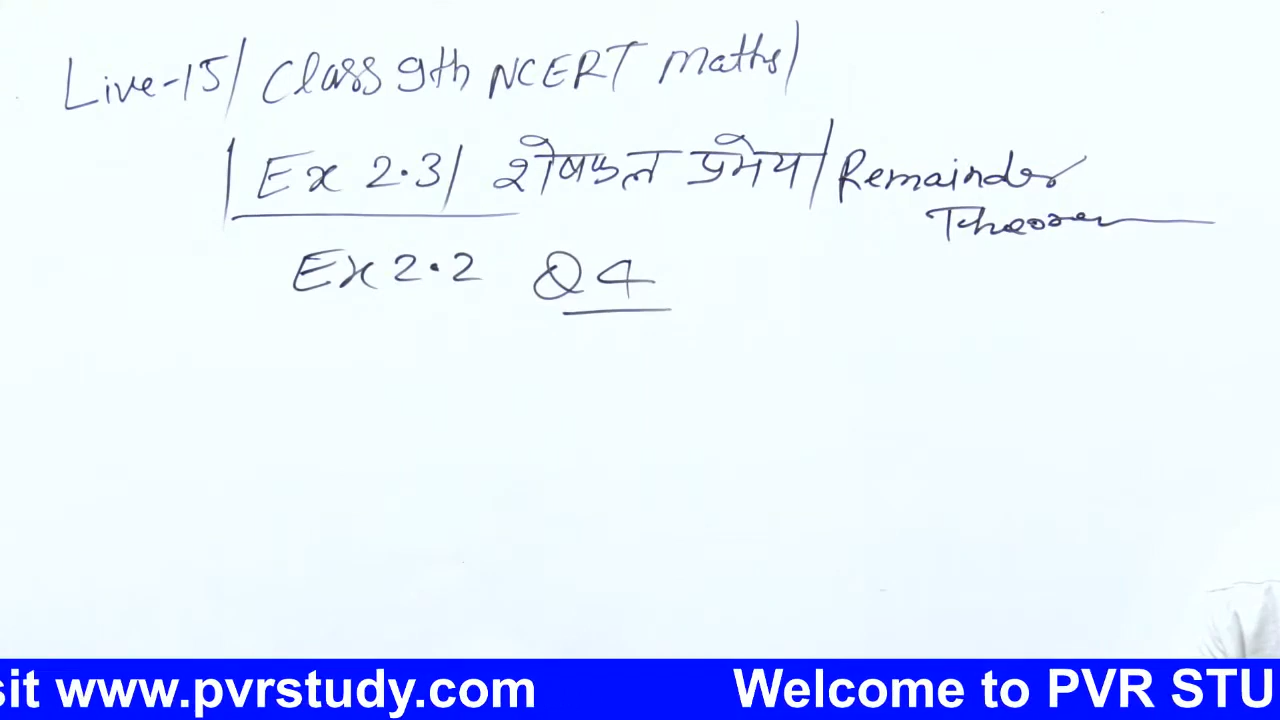 Live-15/ Class 9th NCERT Maths/
| Ex 2.3/ शेषफल प्रमेय/ Remainder
Theorem
Ex 2.2 Q4
sit www.pvrstudy.com Welcome to PVR STU